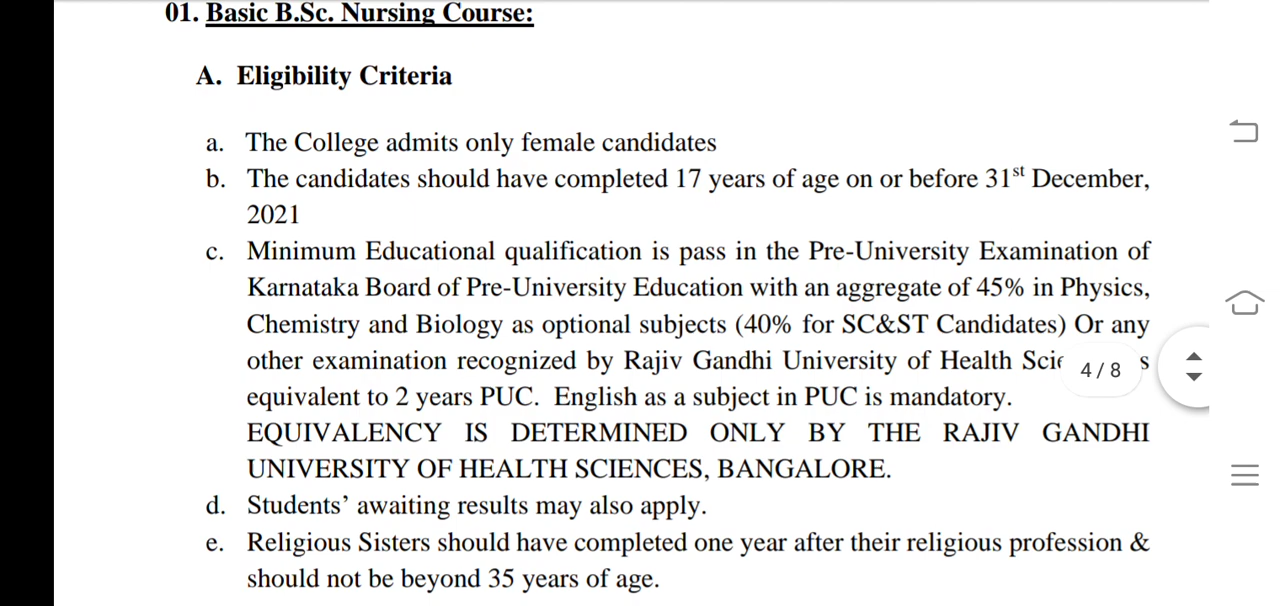 01. Basic B.Sc. Nursing Course:
A. Eligibility Criteria
a. The College admits only female candidates
b. The candidates should have completed 17 years of age on or before 31st December,
2021
c. Minimum Educational qualification is pass in the Pre-University Examination of
Karnataka Board of Pre-University Education with an aggregate of 45% in Physics,
Chemistry and Biology as optional subjects (40% for SC&ST Candidates) Or any
other examination recognized by Rajiv Gandhi University of Health
4/8
equivalent to 2 years PUC. English as a subject in PUC is mandatory.
EQUIVALENCY IS DETERMINED ONLY BY THE RAJIV GANDHI
UNIVERSITY OF HEALTH SCIENCES, BANGALORE.
d. Students’ awaiting results may also apply.
e. Religious Sisters should have completed one year after their religious profession &
should not be beyond 35 years of age.